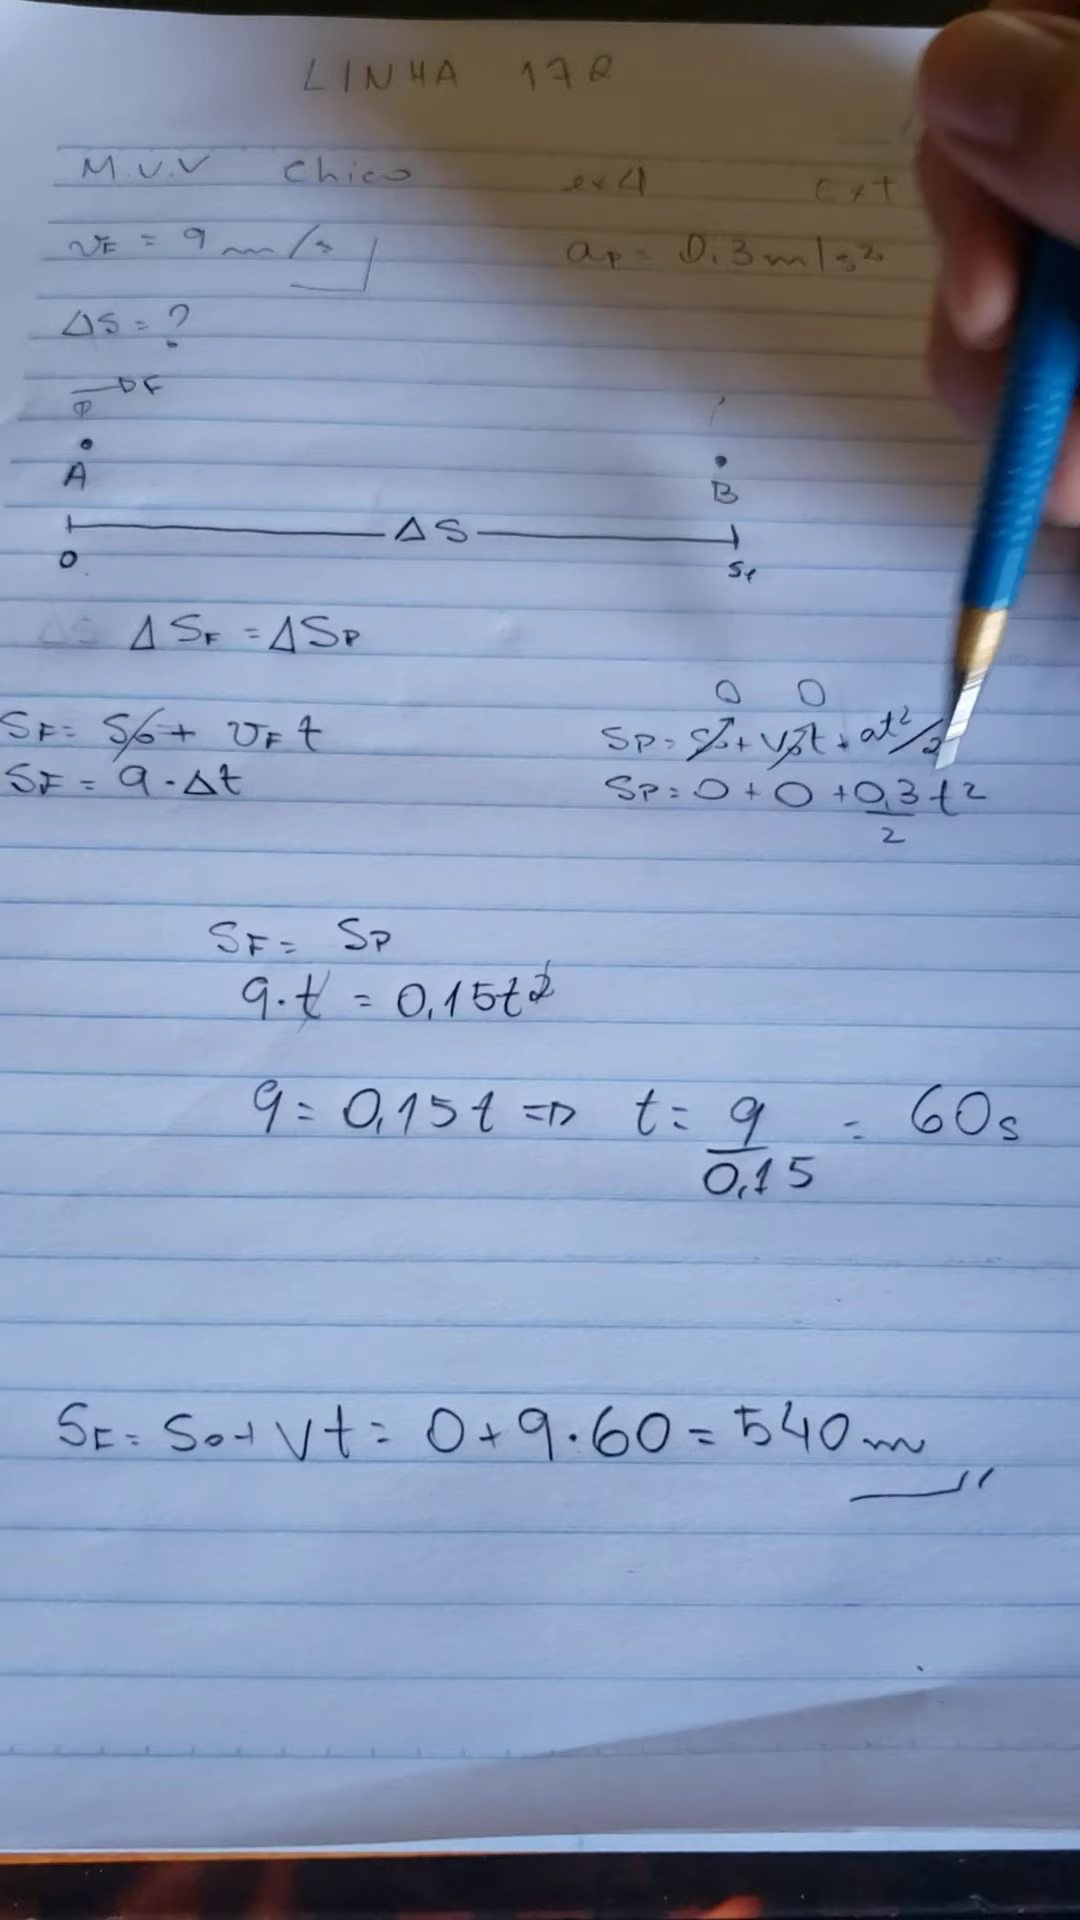 LINHA 172
M.U.V Chico ex4 Ext
VF = 9 m/s aP = 0.3 m/s²
ΔS = ?
F
P
A B
ΔS
0 Sf
ΔSF = ΔSP
0 0
SF = S0 + VF t SP = S0 + V0t + at²/2
SF = 9 · Δt SP = 0 + 0 + 0,3 t²
2
SF = SP
9 · t = 0,15t²
9 = 0,15t => t = 9 = 60s
0,15
SF = S0 + Vt = 0 + 9 . 60 = 540 m